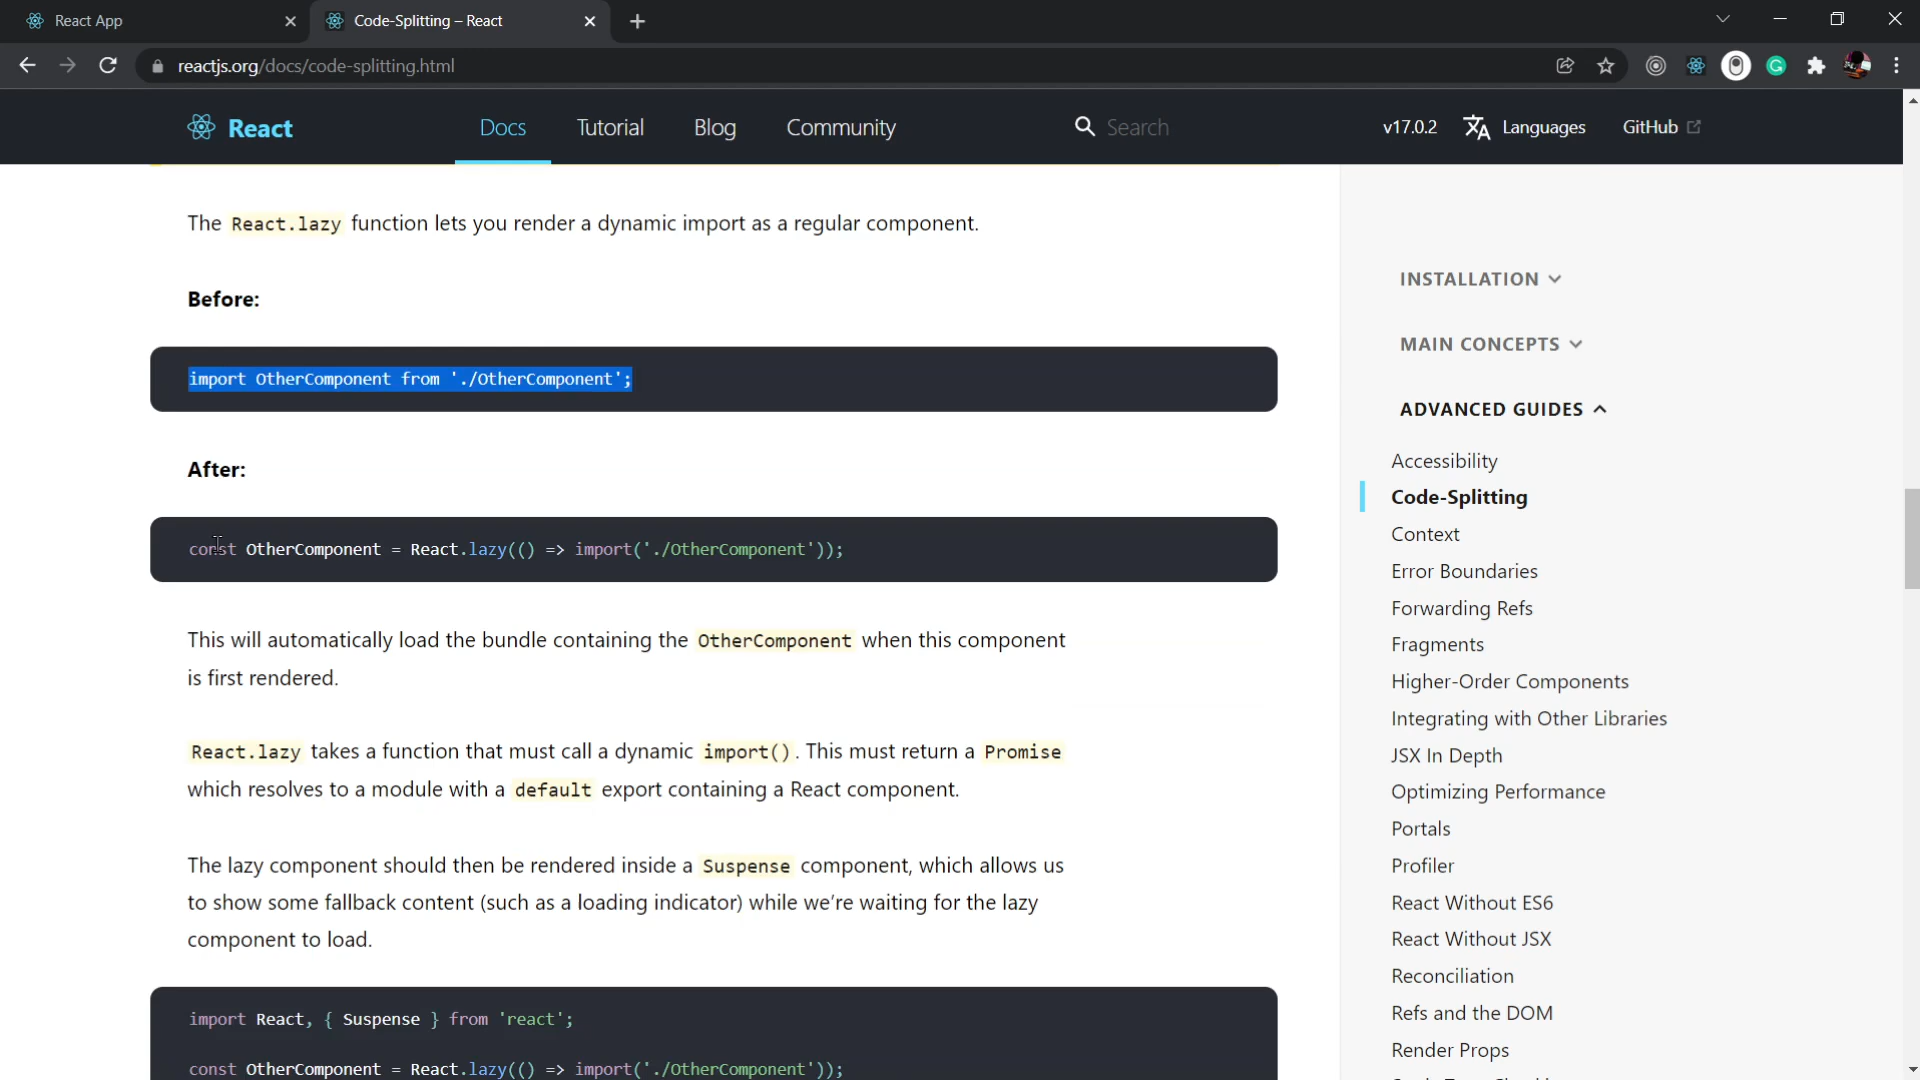 React App
Code-Splitting – React
reactjs.org/docs/code-splitting.html
React
Docs
Tutorial
Blog
Community
Search
v17.0.2
Languages
GitHub
The React.lazy function lets you render a dynamic import as a regular component.
Before:
import OtherComponent from './OtherComponent';
After:
const OtherComponent = React.lazy(() => import('./OtherComponent'));
This will automatically load the bundle containing the OtherComponent when this component
is first rendered.
React.lazy takes a function that must call a dynamic import(). This must return a Promise
which resolves to a module with a default export containing a React component.
The lazy component should then be rendered inside a Suspense component, which allows us
to show some fallback content (such as a loading indicator) while we're waiting for the lazy
component to load.
import React, { Suspense } from 'react';
const OtherComponent = React.lazy(() => import('./OtherComponent'));
INSTALLATION
MAIN CONCEPTS
ADVANCED GUIDES
Accessibility
Code-Splitting
Context
Error Boundaries
Forwarding Refs
Fragments
Higher-Order Components
Integrating with Other Libraries
JSX In Depth
Optimizing Performance
Portals
Profiler
React Without ES6
React Without JSX
Reconciliation
Refs and the DOM
Render Props